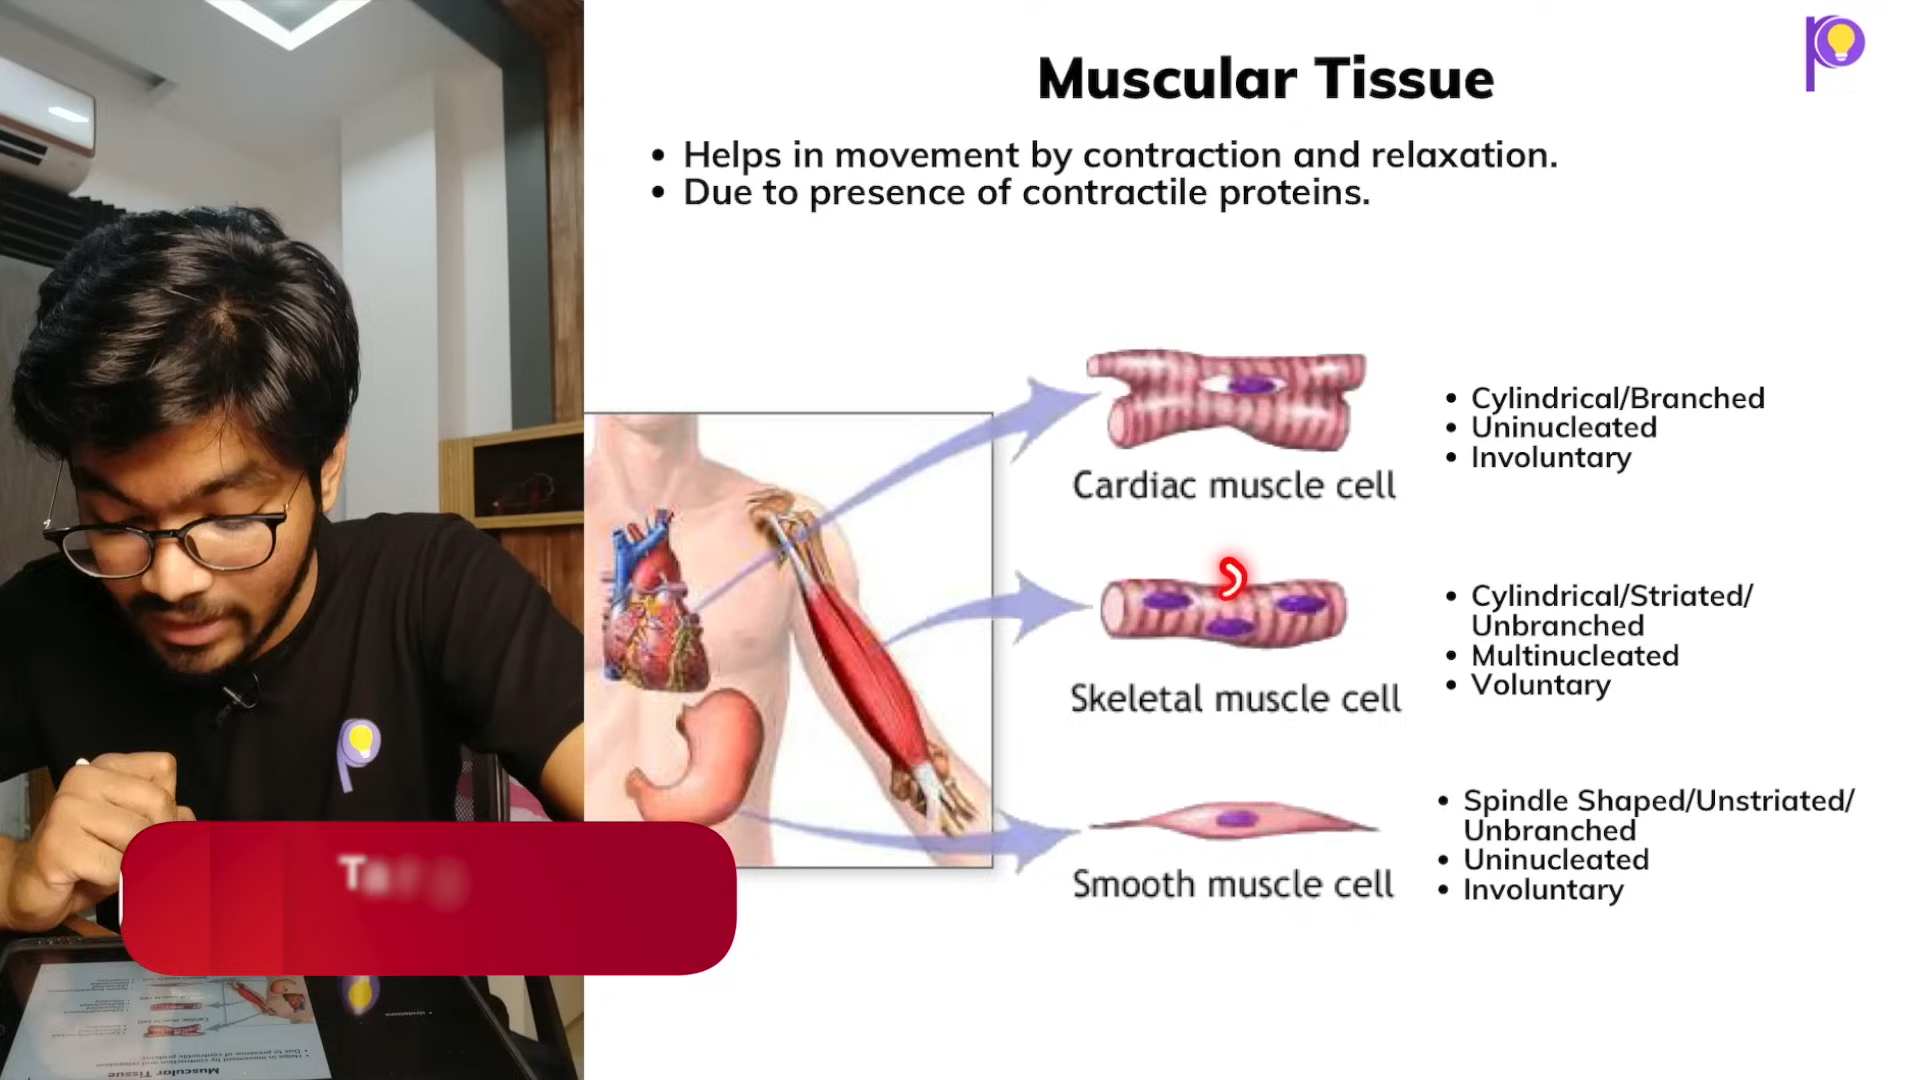 Muscular Tissue
• Helps in movement by contraction and relaxation.
• Due to presence of contractile proteins.
• Cylindrical/Branched
• Uninucleated
• Involuntary
Cardiac muscle cell
• Cylindrical/Striated/
Unbranched
• Multinucleated
• Voluntary
Skeletal muscle cell
• Spindle Shaped/Unstriated/
Unbranched
• Uninucleated
• Involuntary
Smooth muscle cell
Muscular Tissue